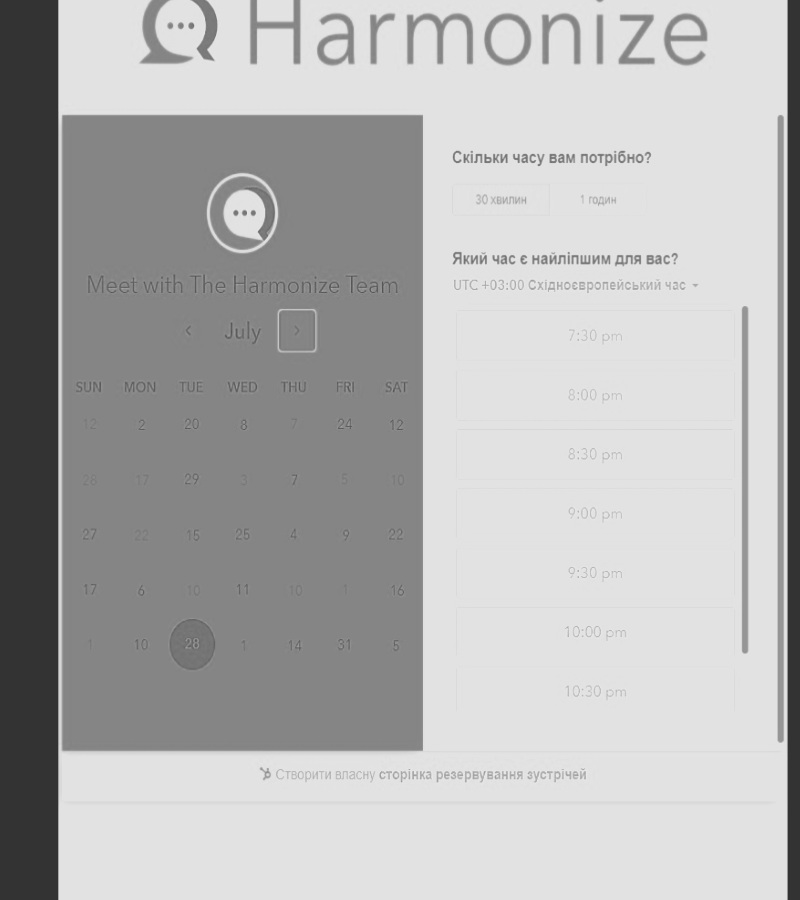 Harmonize
Meet with The Harmonize Team
July
SUN MON TUE WED THU FRI SAT
12 2 20 8 7 24 12
28 17 29 3 7 5 10
27 22 15 25 4 9 22
17 6 10 11 10 1 16
1 10 28 1 14 31 5
Скільки часу вам потрібно?
30 хвилин 1 годин
Який час є найліпшим для вас?
UTC +03:00 Східноєвропейський час
7:30 pm
8:00 pm
8:30 pm
9:00 pm
9:30 pm
10:00 pm
10:30 pm
Створити власну сторінка резервування зустрічей